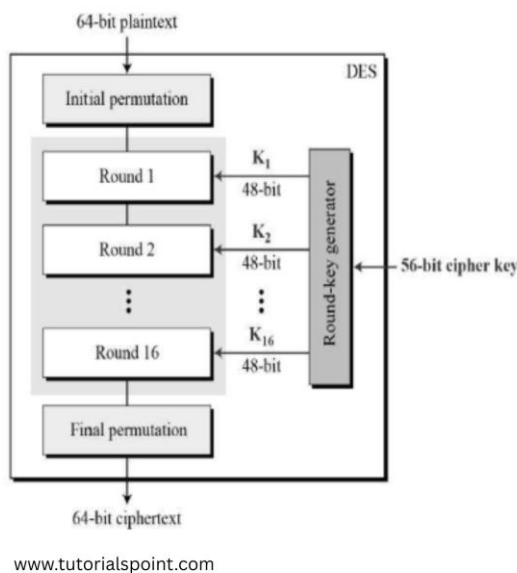 64-bit plaintext
DES
Initial permutation
Round 1
K1
48-bit
Round 2
K2
48-bit
Round-key generator
56-bit cipher key
Round 16
K16
48-bit
Final permutation
64-bit ciphertext
www.tutorialspoint.com